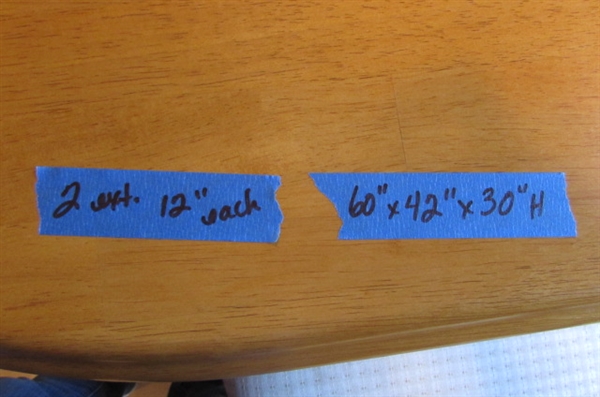 2 ext. 12" each
60" x 42" x 30" H